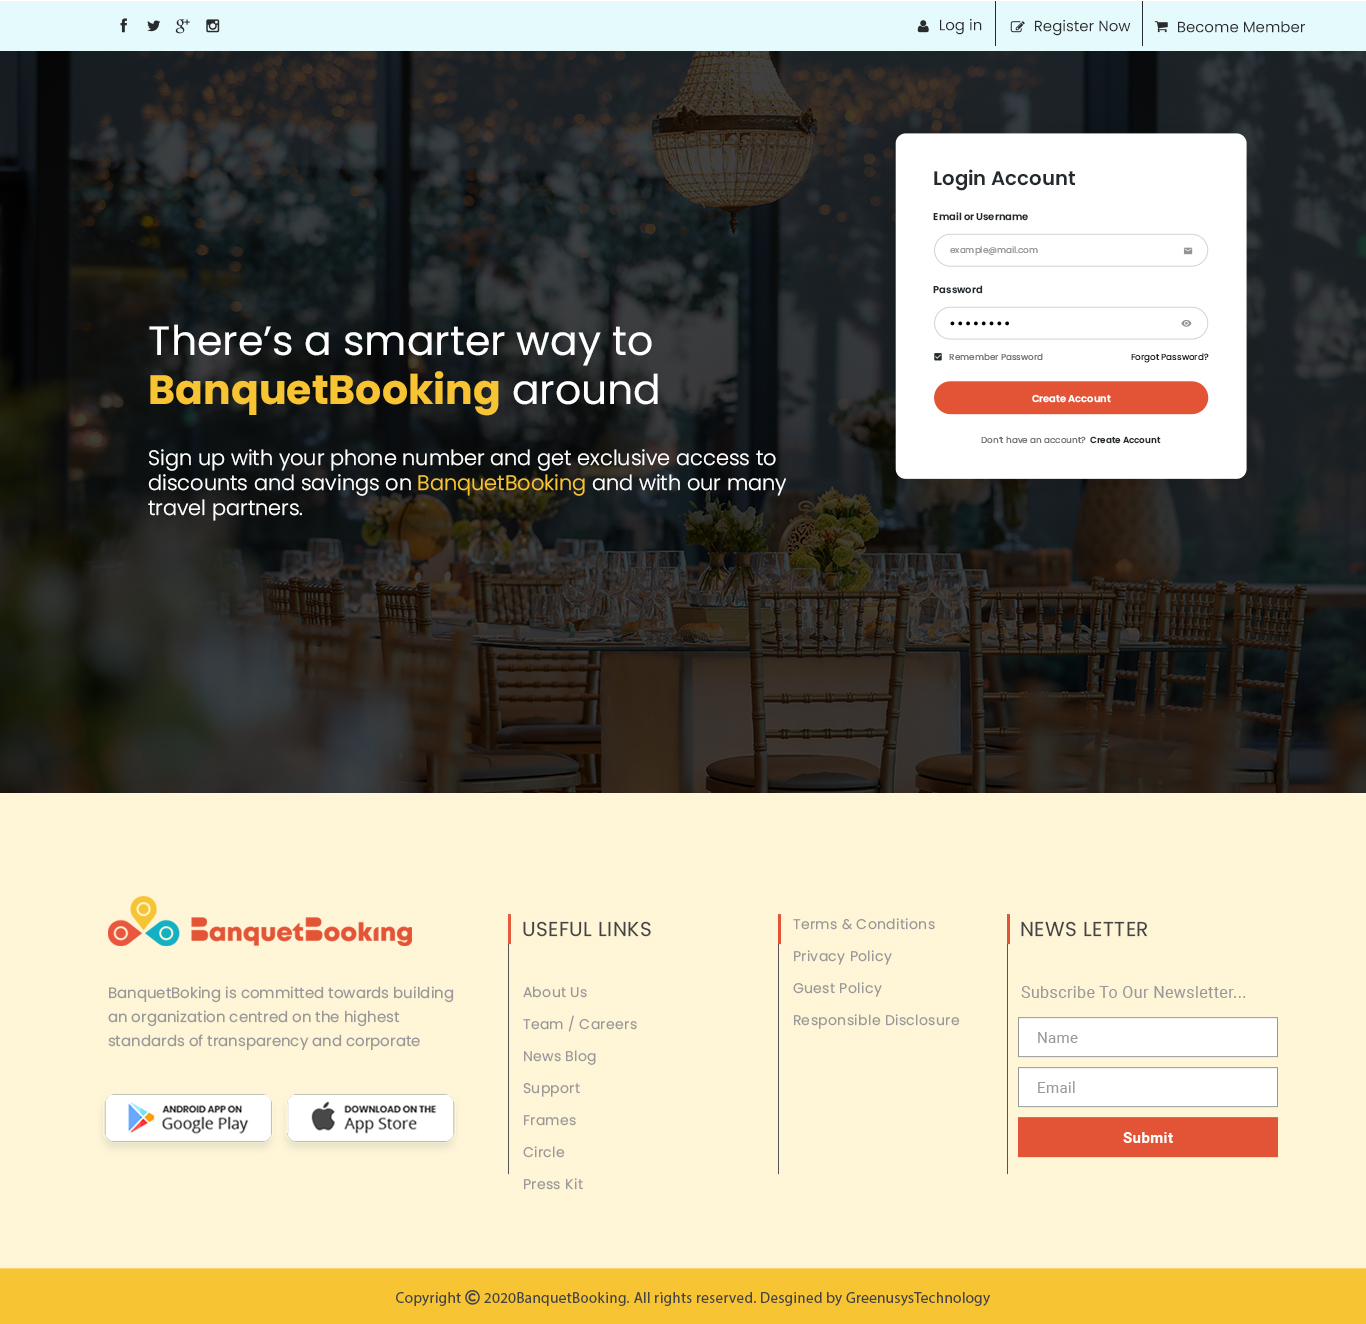 Log in
Register Now
Become Member
Login Account
Email or Username
example@mail.com
Password
Remember Password
Forgot Password?
Create Account
Don't have an account? Create Account
There's a smarter way to
BanquetBooking around
Sign up with your phone number and get exclusive access to
discounts and savings on BanquetBooking and with our many
travel partners.
BanquetBooking
BanquetBoking is committed towards building
an organization centred on the highest
standards of transparency and corporate
ANDROID APP ON
Google Play
DOWNLOAD ON THE
App Store
USEFUL LINKS
About Us
Team / Careers
News Blog
Support
Frames
Circle
Press Kit
Terms & Conditions
Privacy Policy
Guest Policy
Responsible Disclosure
NEWS LETTER
Subscribe To Our Newsletter...
Name
Email
Submit
Copyright © 2020BanquetBooking. All rights reserved. Desgined by GreenusysTechnology